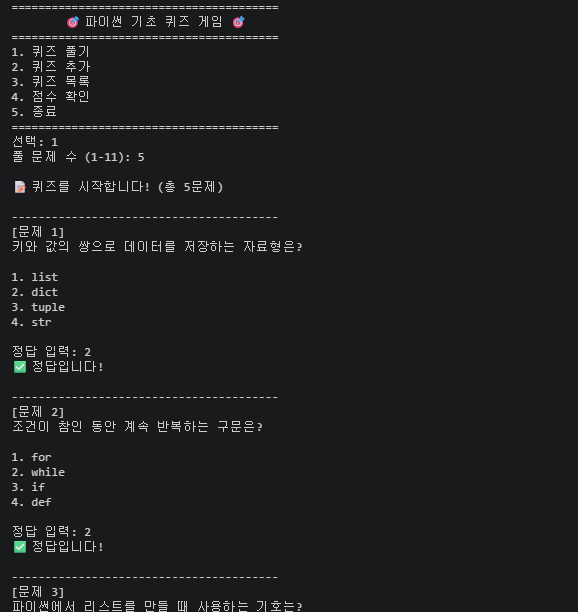 ========================================
🎯 파이썬 기초 퀴즈 게임 🎯
========================================
1. 퀴즈 풀기
2. 퀴즈 추가
3. 퀴즈 목록
4. 점수 확인
5. 종료
========================================
선택: 1
풀 문제 수 (1-11): 5
📝 퀴즈를 시작합니다! (총 5문제)
----------------------------------------
[문제 1]
키와 값의 쌍으로 데이터를 저장하는 자료형은?
1. list
2. dict
3. tuple
4. str
정답 입력: 2
✅ 정답입니다!
----------------------------------------
[문제 2]
조건이 참인 동안 계속 반복하는 구문은?
1. for
2. while
3. if
4. def
정답 입력: 2
✅ 정답입니다!
----------------------------------------
[문제 3]
파이썬에서 리스트를 만들 때 사용하는 기호는?